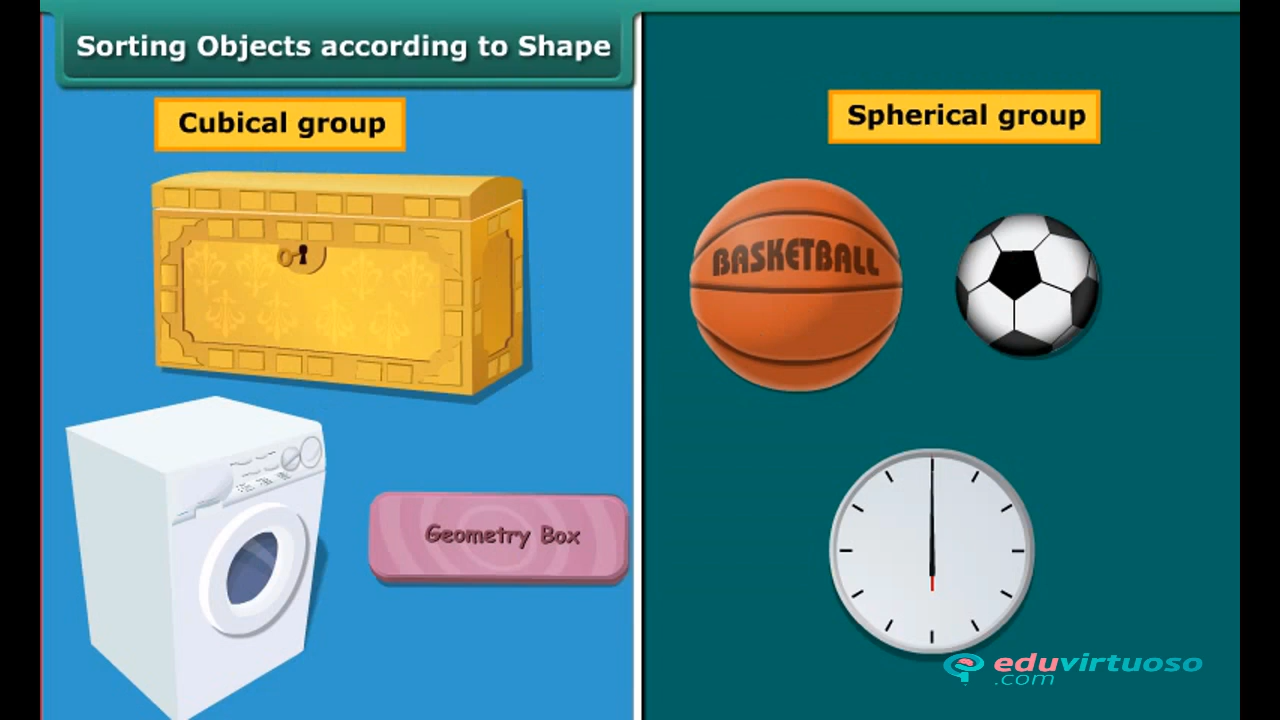 Sorting Objects according to Shape
Cubical group
Spherical group
BASKETBALL
Geometry Box
eduvirtuoso
.com